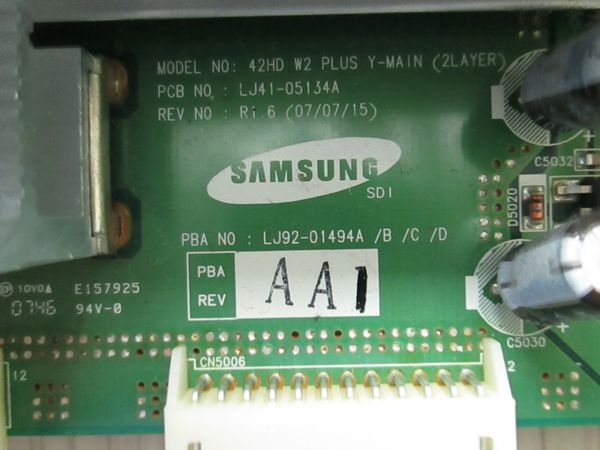 MODEL NO: 42HD W2 PLUS Y-MAIN (2LAYER)
PCB NO : LJ41-05134A
REV NO : R1.6 (07/07/15)
C5032
SAMSUNG
SDI
D5020
PBA NO : LJ92-01494A /B /C /D
PBA
REV
AA1
10VO
E157925
0746
94V-0
C5030
12
CN5006
2